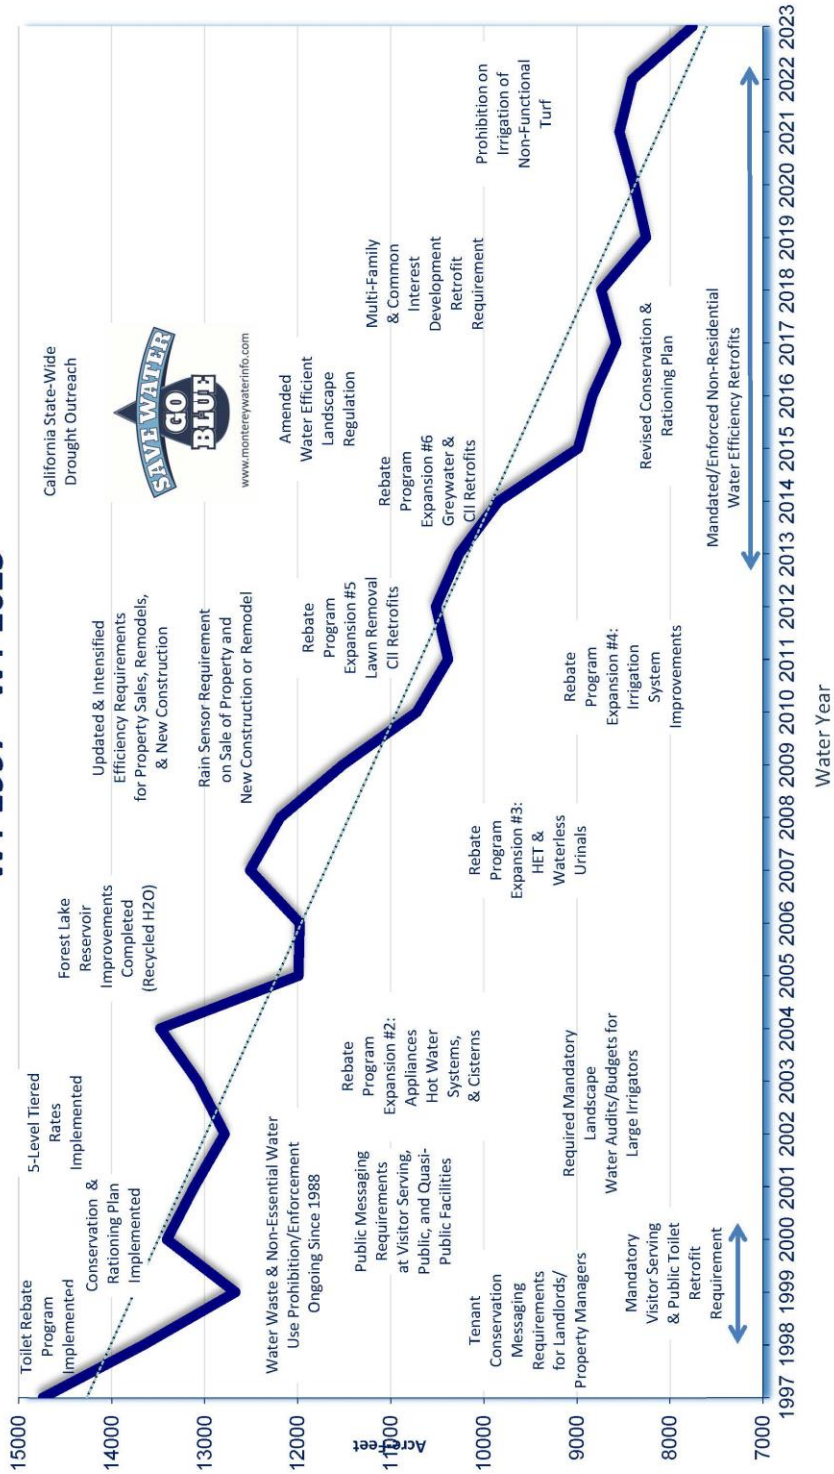 WY 1997 - WY 2023
15000
14000
13000
12000
11000
10000
9000
8000
7000
Acre-Feet
Toilet Rebate
Program
Implemented
Conservation &
Rationing Plan
Implemented
5-Level Tiered
Rates
Implemented
Forest Lake
Reservoir
Improvements
Completed
(Recycled H2O)
Updated & Intensified
Efficiency Requirements
for Property Sales, Remodels,
& New Construction
Rain Sensor Requirement
on Sale of Property and
New Construction or Remodel
California State-Wide
Drought Outreach
SAVE WATER
GO
BLUE
www.montereywaterinfo.com
Water Waste & Non-Essential Water
Use Prohibition/Enforcement
Ongoing Since 1988
Public Messaging
Requirements
at Visitor Serving,
Public, and Quasi-
Public Facilities
Rebate
Program
Expansion #2:
Appliances
Hot Water
Systems,
& Cisterns
Rebate
Program
Expansion #5
Lawn Removal
CII Retrofits
Amended
Water Efficient
Landscape
Regulation
Rebate
Program
Expansion #6
Greywater &
CII Retrofits
Multi-Family
& Common
Interest
Development
Retrofit
Requirement
Prohibition on
Irrigation of
Non-Functional
Turf
Tenant
Conservation
Messaging
Requirements
for Landlords/
Property Managers
Required Mandatory
Landscape
Water Audits/Budgets for
Large Irrigators
Rebate
Program
Expansion #3:
HET &
Waterless
Urinals
Rebate
Program
Expansion #4:
Irrigation
System
Improvements
Revised Conservation &
Rationing Plan
Mandatory
Visitor Serving
& Public Toilet
Retrofit
Requirement
Mandated/Enforced Non-Residential
Water Efficiency Retrofits
1997 1998 1999 2000 2001 2002 2003 2004 2005 2006 2007 2008 2009 2010 2011 2012 2013 2014 2015 2016 2017 2018 2019 2020 2021 2022 2023
Water Year